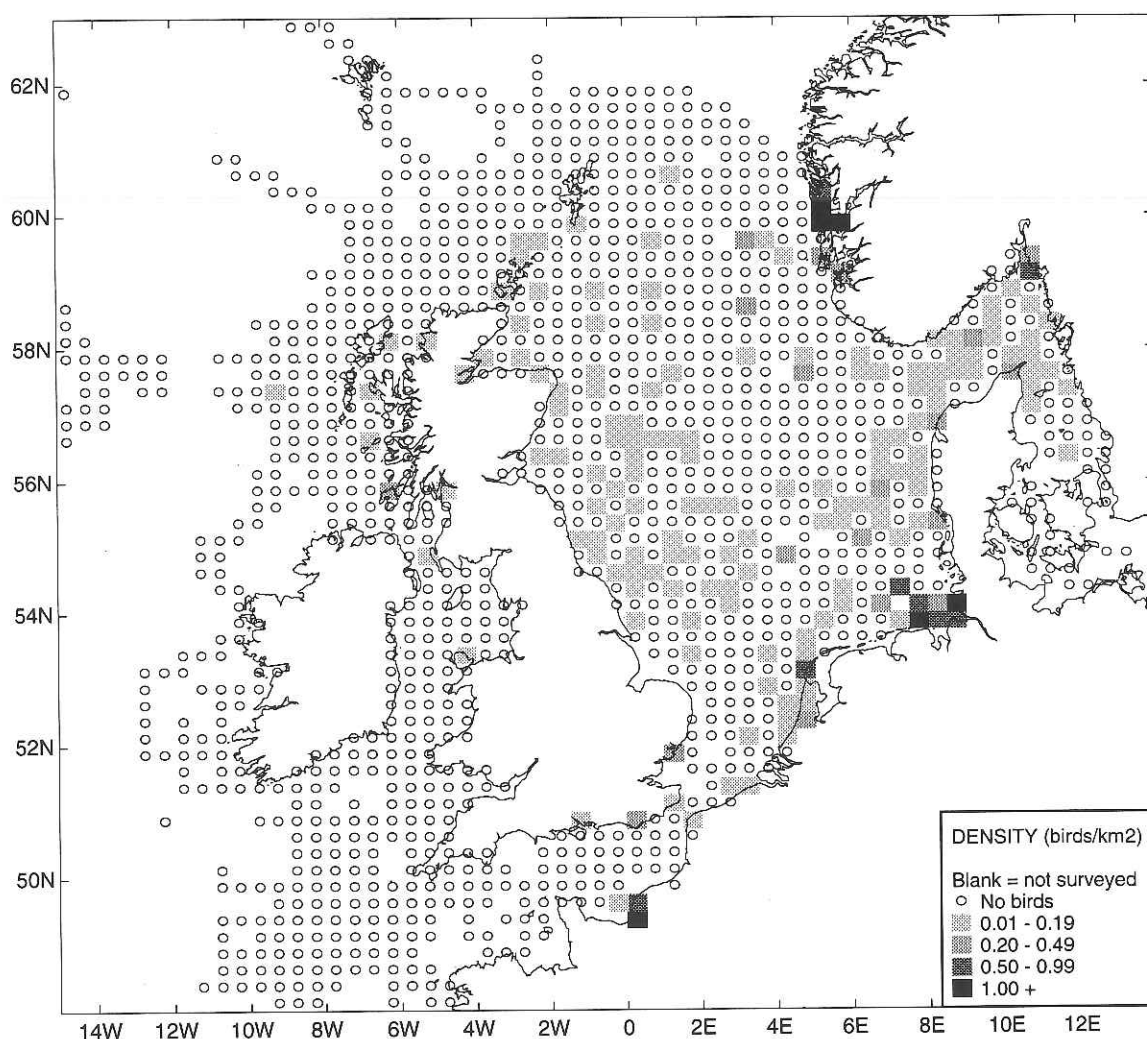 62N
60N
58N
56N
54N
52N
50N
14W 12W 10W 8W 6W 4W 2W 0 2E 4E 6E 8E 10E 12E
DENSITY (birds/km2)
Blank = not surveyed
No birds
0.01 - 0.19
0.20 - 0.49
0.50 - 0.99
1.00 +